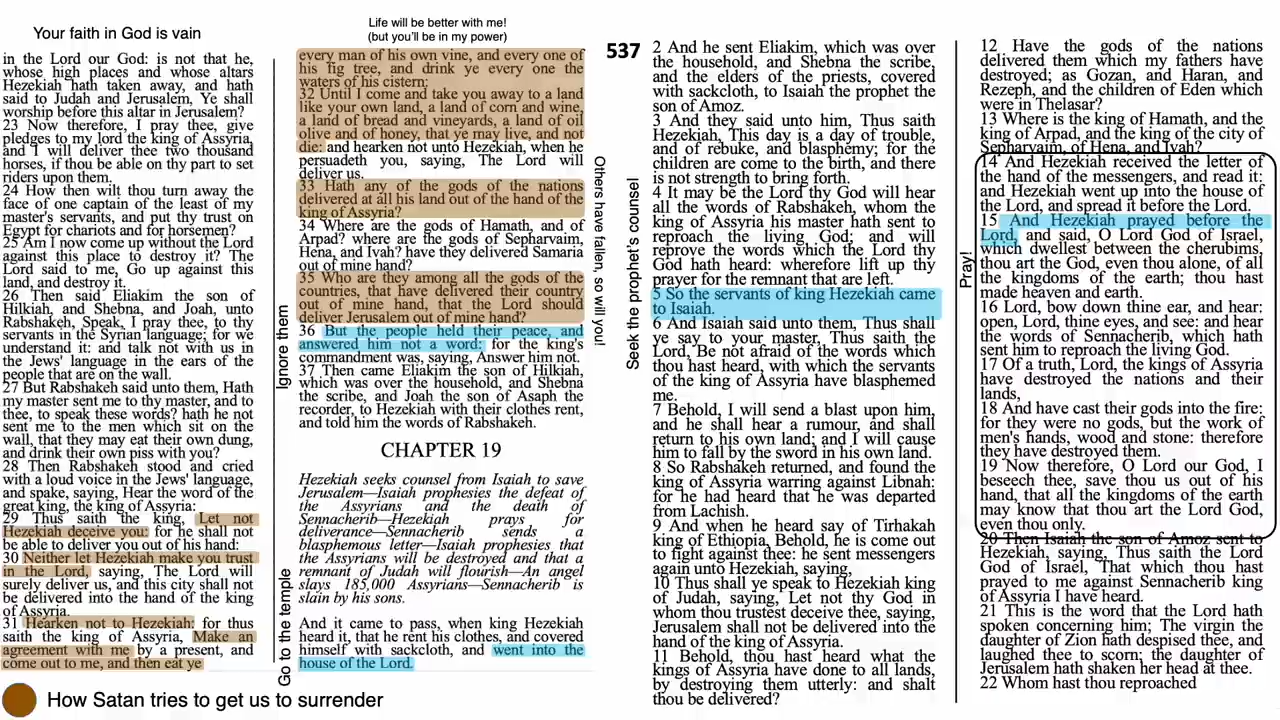 Your faith in God is vain
in the Lord our God: is not that he,
whose high places and whose altars
Hezekiah hath taken away, and hath
said to Judah and Jerusalem, Ye shall
worship before this altar in Jerusalem?
23 Now therefore, I pray thee, give
pledges to my lord the king of Assyria,
and I will deliver thee two thousand
horses, if thou be able on thy part to set
riders upon them.
24 How then wilt thou turn away the
face of one captain of the least of my
master's servants, and put thy trust on
Egypt for chariots and for horsemen?
25 Am I now come up without the Lord
against this place to destroy it? The
Lord said to me, Go up against this
land, and destroy it.
26 Then said Eliakim the son of
Hilkiah, and Shebna, and Joah, unto
Rabshakeh, Speak, I pray thee, to thy
servants in the Syrian language; for we
understand it: and talk not with us in
the Jews' language in the ears of the
people that are on the wall.
27 But Rabshakeh said unto them, Hath
my master sent me to thy master, and to
thee, to speak these words? hath he not
sent me to the men which sit on the
wall, that they may eat their own dung,
and drink their own piss with you?
28 Then Rabshakeh stood and cried
with a loud voice in the Jews' language,
and spake, saying, Hear the word of the
great king, the king of Assyria:
29 Thus saith the king, Let not
Hezekiah deceive you: for he shall not
be able to deliver you out of his hand:
30 Neither let Hezekiah make you trust
in the Lord, saying, The Lord will
surely deliver us, and this city shall not
be delivered into the hand of the king
of Assyria.
31 Hearken not to Hezekiah: for thus
saith the king of Assyria, Make an
agreement with me by a present, and
come out to me, and then eat ye
Ignore them
Go to the temple
Life will be better with me!
(but you'll be in my power)
every man of his own vine, and every one of
his fig tree, and drink ye every one the
waters of his cistern:
32 Until I come and take you away to a land
like your own land, a land of corn and wine,
a land of bread and vineyards, a land of oil
olive and of honey, that ye may live, and not
die: and hearken not unto Hezekiah, when he
persuadeth you, saying, The Lord will
deliver us.
33 Hath any of the gods of the nations
delivered at all his land out of the hand of the
king of Assyria?
34 Where are the gods of Hamath, and of
Arpad? where are the gods of Sepharvaim,
Hena, and Ivah? have they delivered Samaria
out of mine hand?
35 Who are they among all the gods of the
countries, that have delivered their country
out of mine hand, that the Lord should
deliver Jerusalem out of mine hand?
36 But the people held their peace, and
answered him not a word: for the king's
commandment was, saying, Answer him not.
37 Then came Eliakim the son of Hilkiah,
which was over the household, and Shebna
the scribe, and Joah the son of Asaph the
recorder, to Hezekiah with their clothes rent,
and told him the words of Rabshakeh.
CHAPTER 19
Hezekiah seeks counsel from Isaiah to save
Jerusalem—Isaiah prophesies the defeat of
the Assyrians and the death of
Sennacherib—Hezekiah prays for
deliverance—Sennacherib sends a
blasphemous letter—Isaiah prophesies that
the Assyrians will be destroyed and that a
remnant of Judah will flourish—An angel
slays 185,000 Assyrians—Sennacherib is
slain by his sons.
And it came to pass, when king Hezekiah
heard it, that he rent his clothes, and covered
himself with sackcloth, and went into the
house of the Lord.
Others have fallen, so will you!
537
Seek the prophet's counsel
2 And he sent Eliakim, which was over
the household, and Shebna the scribe,
and the elders of the priests, covered
with sackcloth, to Isaiah the prophet the
son of Amoz.
3 And they said unto him, Thus saith
Hezekiah, This day is a day of trouble,
and of rebuke, and blasphemy; for the
children are come to the birth, and there
is not strength to bring forth.
4 It may be the Lord thy God will hear
all the words of Rabshakeh, whom the
king of Assyria his master hath sent to
reproach the living God; and will
reprove the words which the Lord thy
God hath heard: wherefore lift up thy
prayer for the remnant that are left.
5 So the servants of king Hezekiah came
to Isaiah.
6 And Isaiah said unto them, Thus shall
ye say to your master, Thus saith the
Lord, Be not afraid of the words which
thou hast heard, with which the servants
of the king of Assyria have blasphemed
me.
7 Behold, I will send a blast upon him,
and he shall hear a rumour, and shall
return to his own land; and I will cause
him to fall by the sword in his own land.
8 So Rabshakeh returned, and found the
king of Assyria warring against Libnah:
for he had heard that he was departed
from Lachish.
9 And when he heard say of Tirhakah
king of Ethiopia, Behold, he is come out
to fight against thee: he sent messengers
again unto Hezekiah, saying,
10 Thus shall ye speak to Hezekiah king
of Judah, saying, Let not thy God in
whom thou trustest deceive thee, saying,
Jerusalem shall not be delivered into the
hand of the king of Assyria.
11 Behold, thou hast heard what the
kings of Assyria have done to all lands,
by destroying them utterly: and shalt
thou be delivered?
Pray!
12 Have the gods of the nations
delivered them which my fathers have
destroyed; as Gozan, and Haran, and
Rezeph, and the children of Eden which
were in Thelasar?
13 Where is the king of Hamath, and the
king of Arpad, and the king of the city of
Sepharvaim, of Hena, and Ivah?
14 And Hezekiah received the letter of
the hand of the messengers, and read it:
and Hezekiah went up into the house of
the Lord, and spread it before the Lord.
15 And Hezekiah prayed before the
Lord, and said, O Lord God of Israel,
which dwellest between the cherubims,
thou art the God, even thou alone, of all
the kingdoms of the earth; thou hast
made heaven and earth.
16 Lord, bow down thine ear, and hear:
open, Lord, thine eyes, and see: and hear
the words of Sennacherib, which hath
sent him to reproach the living God.
17 Of a truth, Lord, the kings of Assyria
have destroyed the nations and their
lands,
18 And have cast their gods into the fire:
for they were no gods, but the work of
men's hands, wood and stone: therefore
they have destroyed them.
19 Now therefore, O Lord our God, I
beseech thee, save thou us out of his
hand, that all the kingdoms of the earth
may know that thou art the Lord God,
even thou only.
20 Then Isaiah the son of Amoz sent to
Hezekiah, saying, Thus saith the Lord
God of Israel, That which thou hast
prayed to me against Sennacherib king
of Assyria I have heard.
21 This is the word that the Lord hath
spoken concerning him; The virgin the
daughter of Zion hath despised thee, and
laughed thee to scorn; the daughter of
Jerusalem hath shaken her head at thee.
22 Whom hast thou reproached
How Satan tries to get us to surrender